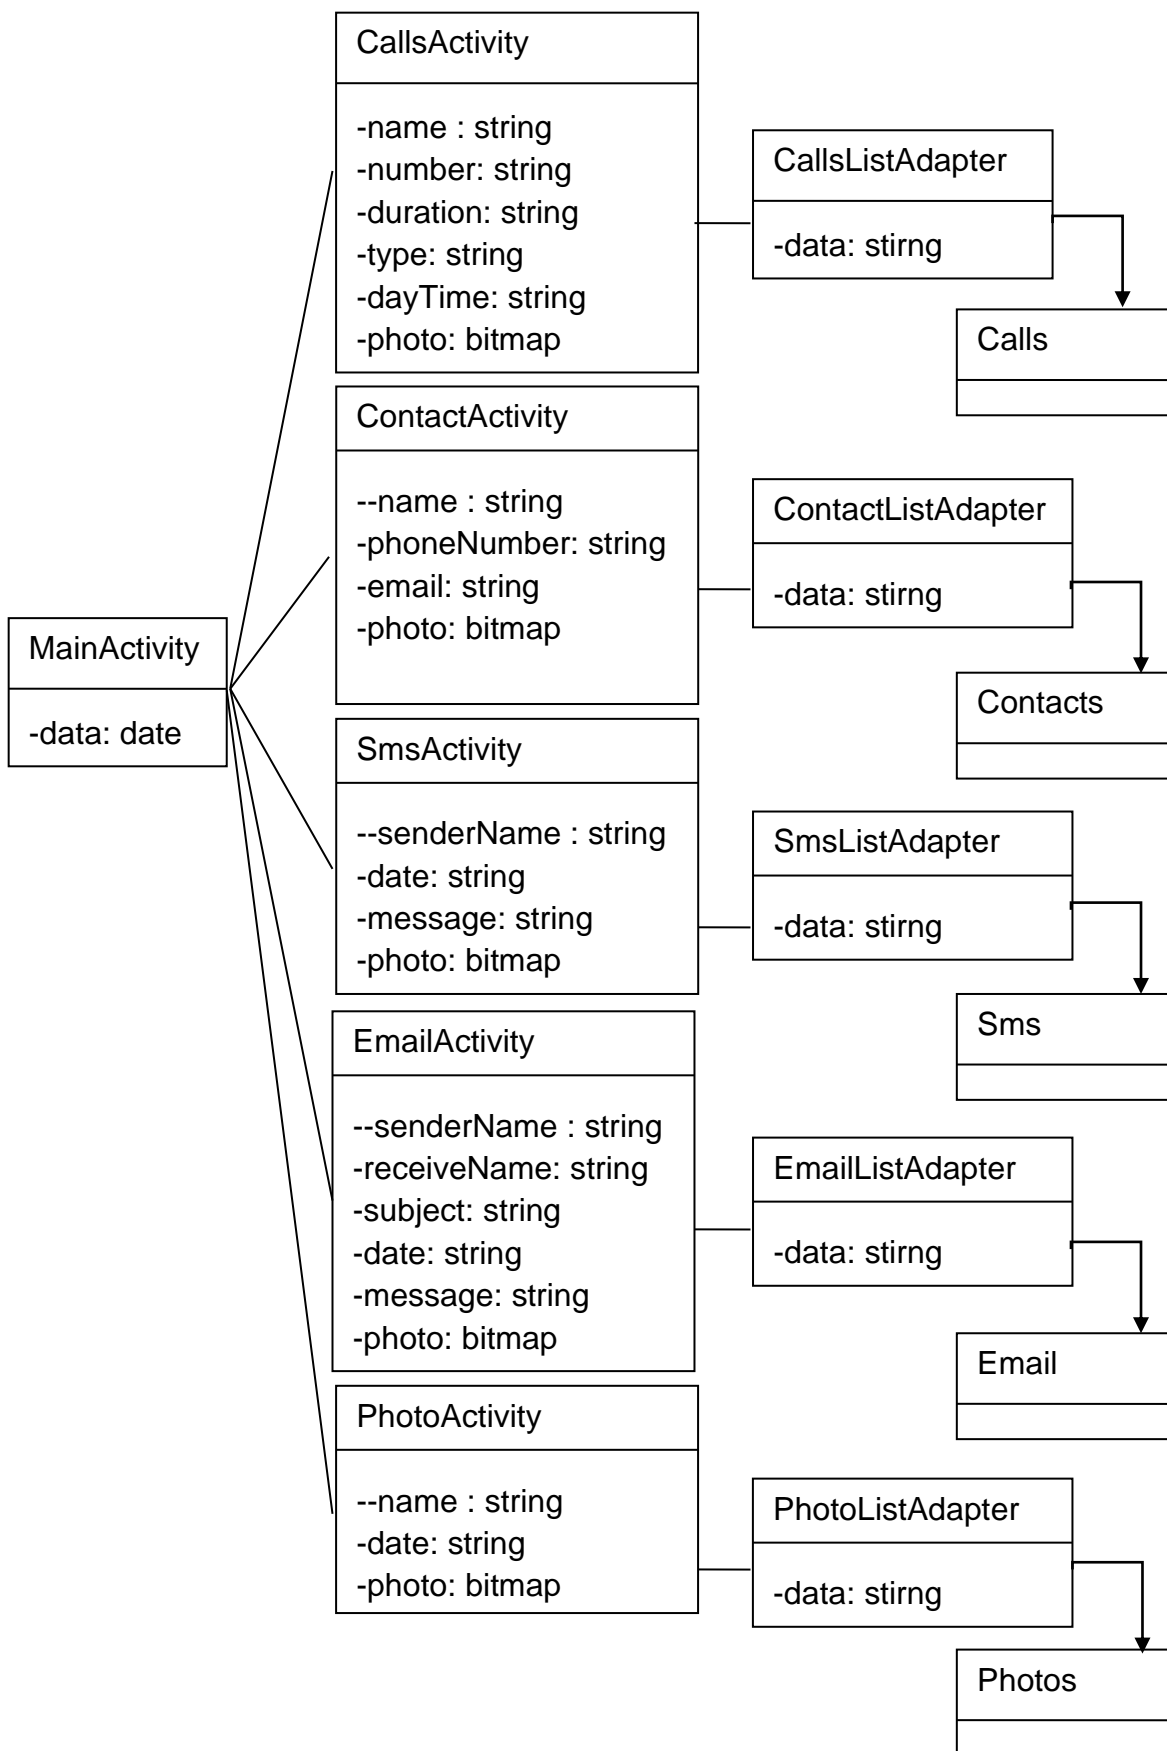 CallsActivity
-name : string
-number: string
-duration: string
-type: string
-dayTime: string
-photo: bitmap
CallsListAdapter
-data: stirng
Calls
ContactActivity
--name : string
-phoneNumber: string
-email: string
-photo: bitmap
ContactListAdapter
-data: stirng
Contacts
MainActivity
-data: date
SmsActivity
--senderName : string
-date: string
-message: string
-photo: bitmap
SmsListAdapter
-data: stirng
Sms
EmailActivity
--senderName : string
-receiveName: string
-subject: string
-date: string
-message: string
-photo: bitmap
EmailListAdapter
-data: stirng
Email
PhotoActivity
--name : string
-date: string
-photo: bitmap
PhotoListAdapter
-data: stirng
Photos